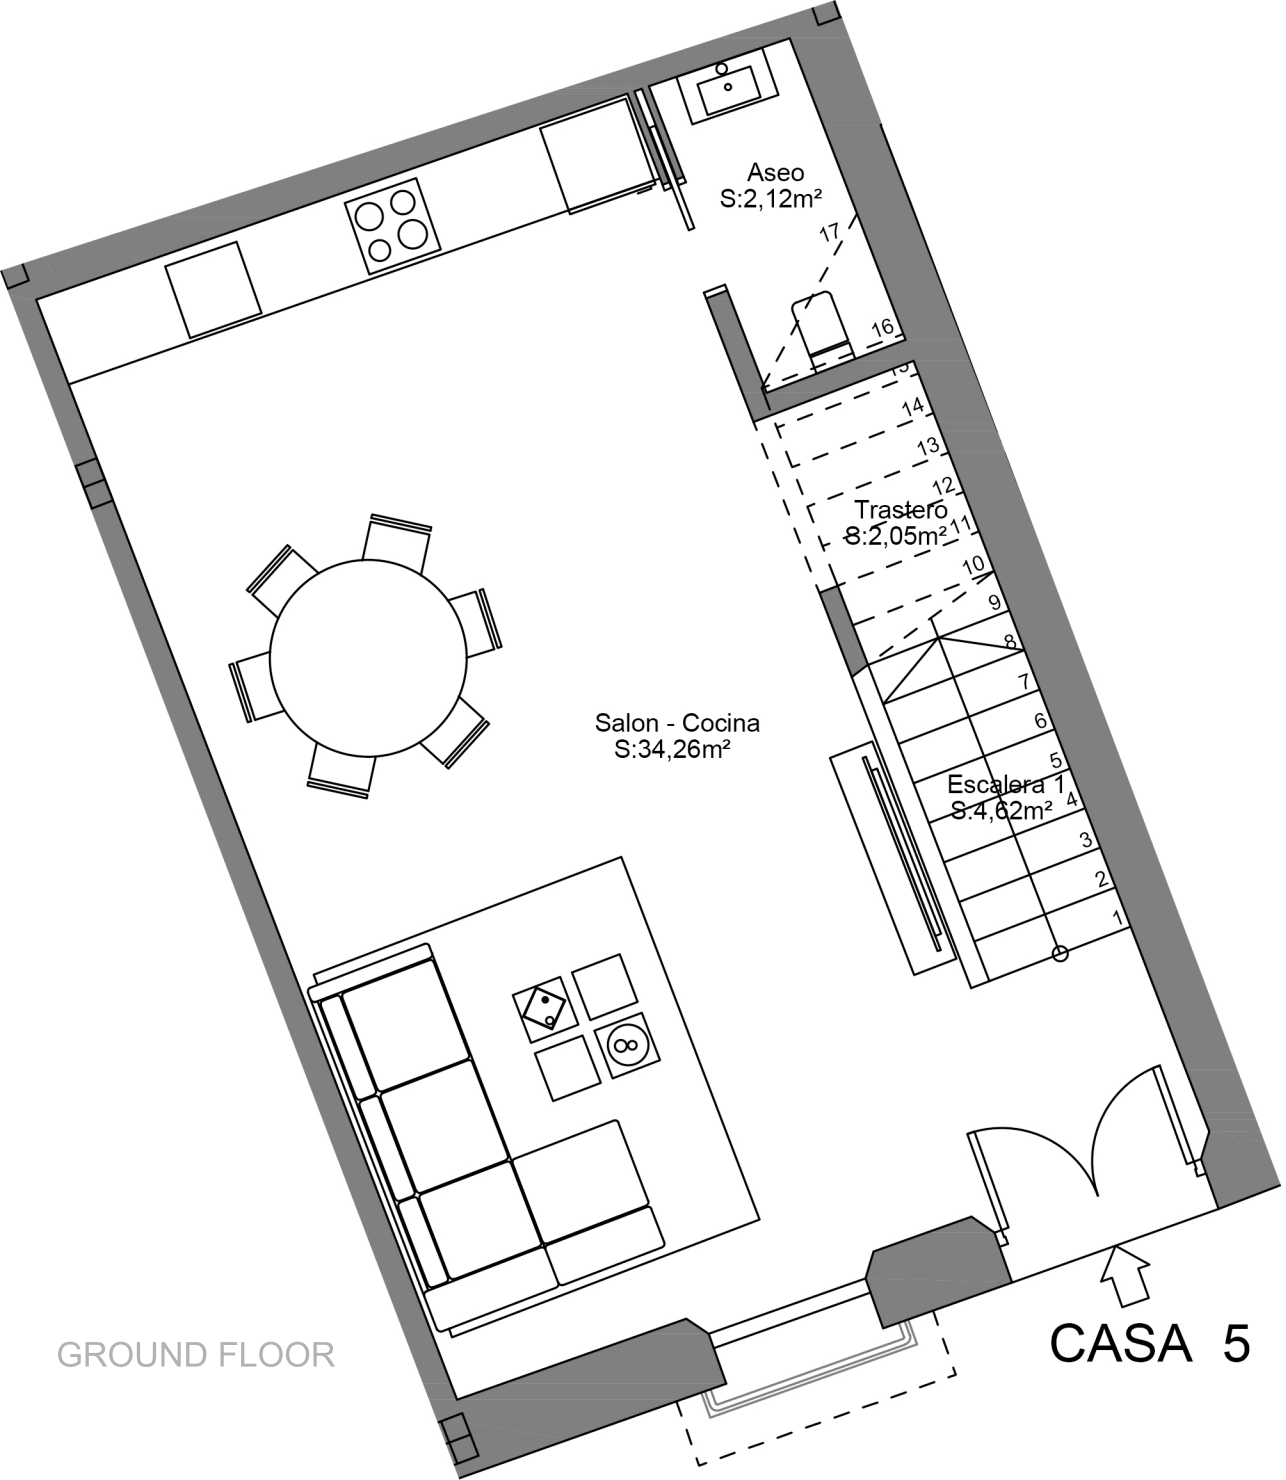 Aseo
S:2,12m²
17
16
15
14
13
12
Trastero
S:2,05m²
11
10
9
8
7
6
Salon - Cocina
S:34,26m²
5
Escalera 1
S:4,62m²
4
3
2
1
GROUND FLOOR
CASA 5